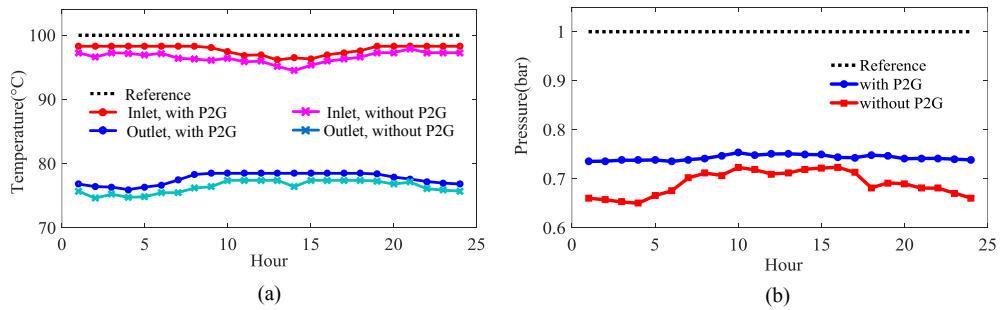 100
90
80
70
Temperature(°C)
Reference
Inlet, with P2G
Inlet, without P2G
Outlet, with P2G
Outlet, without P2G
0
5
10
15
20
25
Hour
(a)
1
0.9
0.8
0.7
0.6
Pressure(bar)
Reference
with P2G
without P2G
0
5
10
15
20
25
Hour
(b)